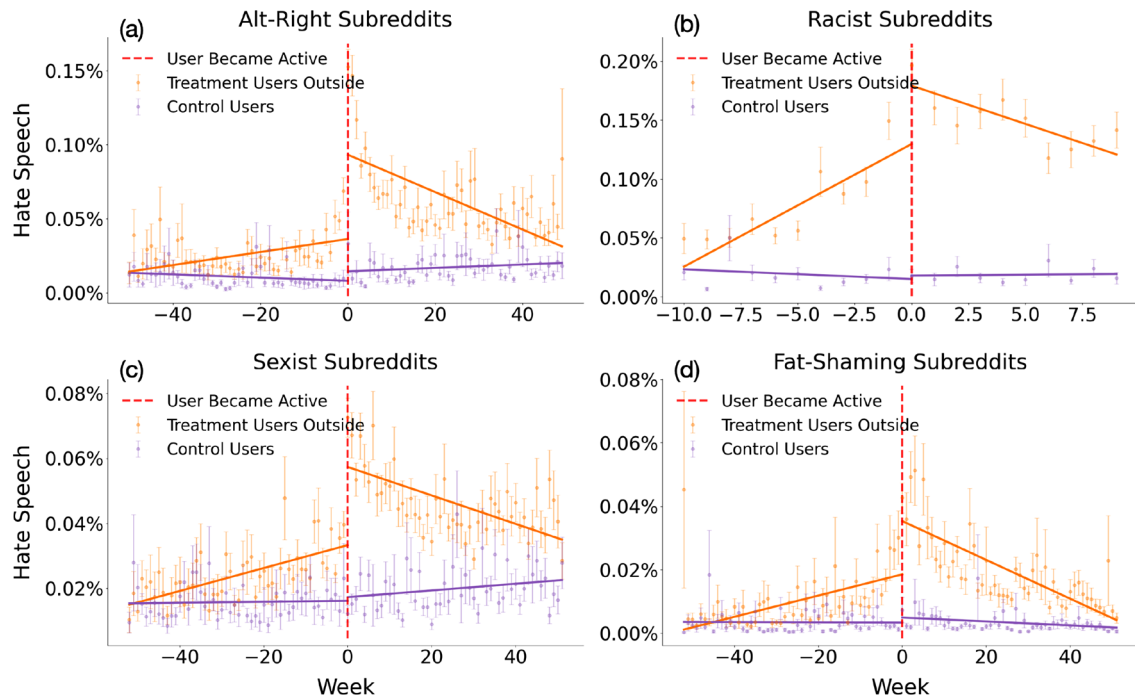 (a)
Alt-Right Subreddits
User Became Active
Treatment Users Outside
Control Users
Hate Speech
0.15%
0.10%
0.05%
0.00%
−40 −20 0 20 40
(b)
Racist Subreddits
User Became Active
Treatment Users Outside
Control Users
0.20%
0.15%
0.10%
0.05%
0.00%
−10.0 −7.5 −5.0 −2.5 0.0 2.5 5.0 7.5
(c)
Sexist Subreddits
User Became Active
Treatment Users Outside
Control Users
Hate Speech
0.08%
0.06%
0.04%
0.02%
−40 −20 0 20 40
Week
(d)
Fat-Shaming Subreddits
User Became Active
Treatment Users Outside
Control Users
0.08%
0.06%
0.04%
0.02%
0.00%
−40 −20 0 20 40
Week